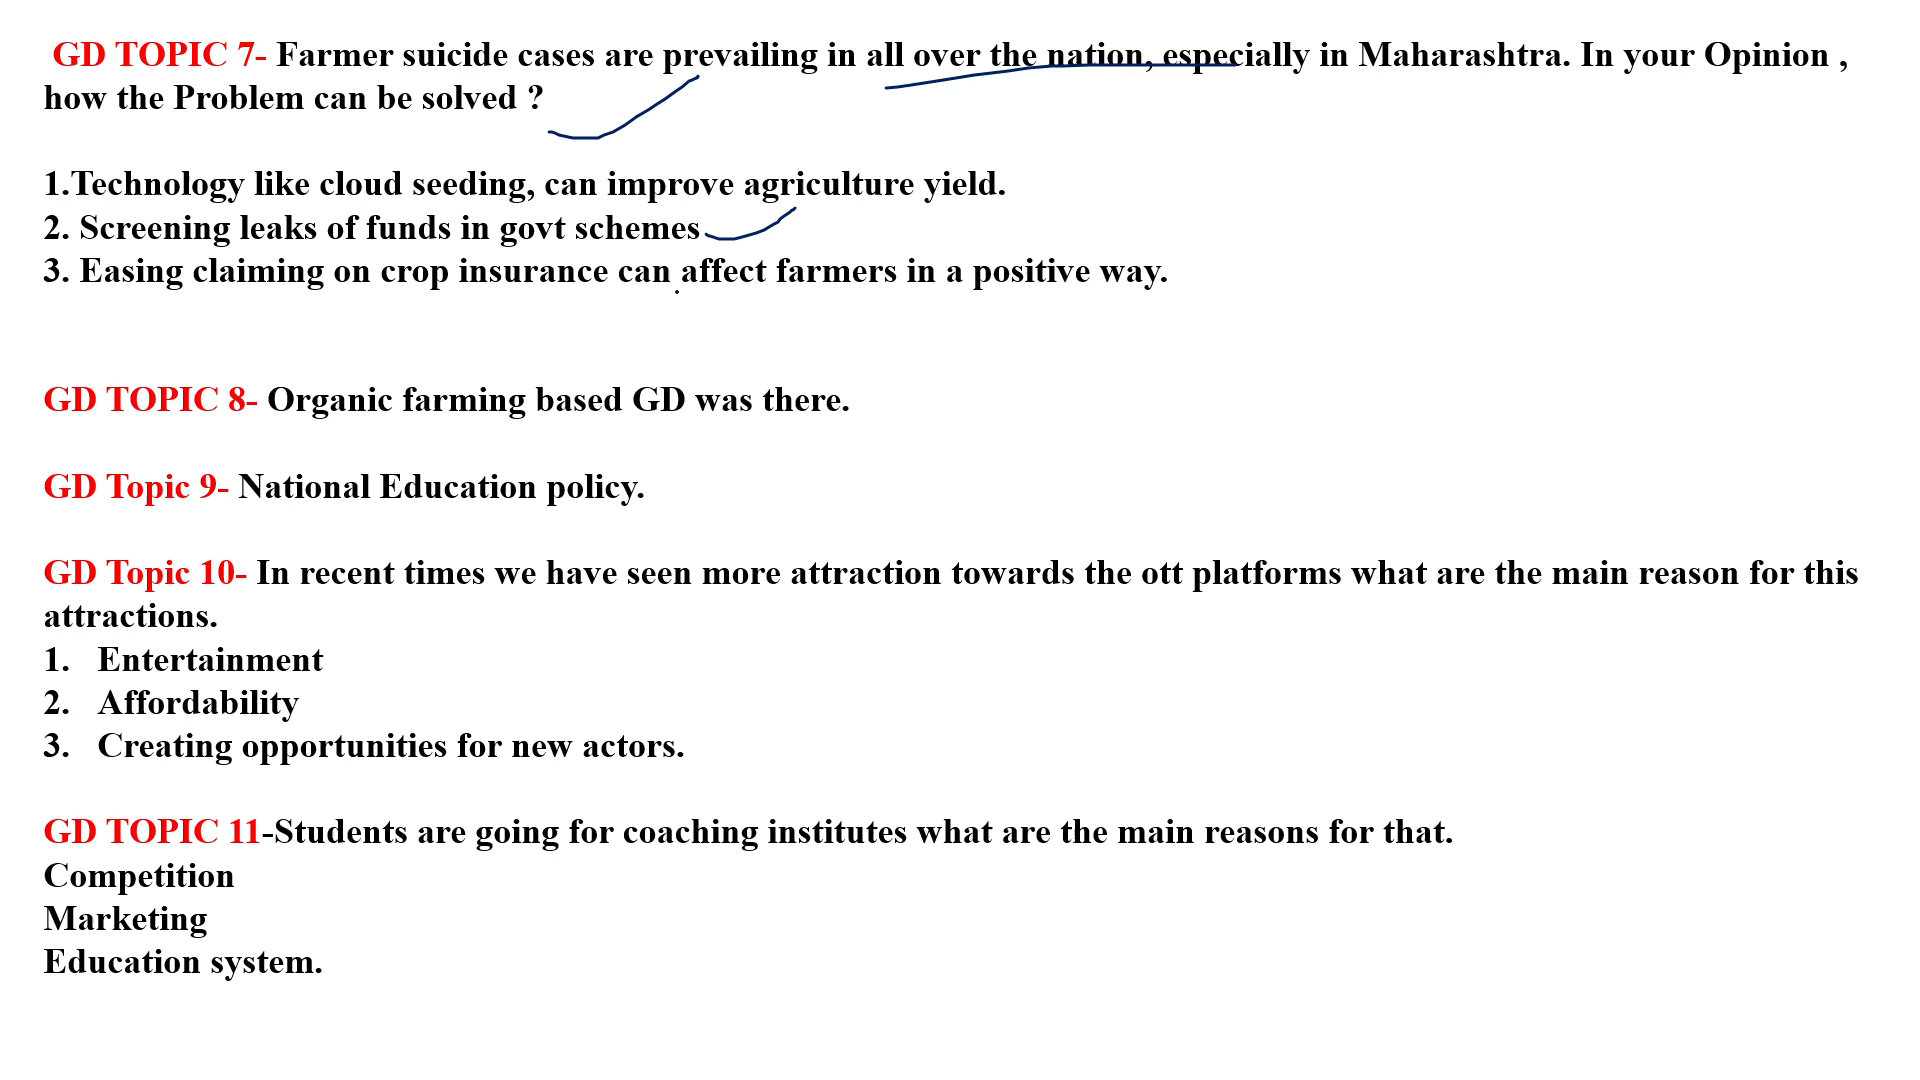 GD TOPIC 7- Farmer suicide cases are prevailing in all over the nation, especially in Maharashtra. In your Opinion ,
how the Problem can be solved ?
1.Technology like cloud seeding, can improve agriculture yield.
2. Screening leaks of funds in govt schemes
3. Easing claiming on crop insurance can affect farmers in a positive way.
GD TOPIC 8- Organic farming based GD was there.
GD Topic 9- National Education policy.
GD Topic 10- In recent times we have seen more attraction towards the ott platforms what are the main reason for this
attractions.
1. Entertainment
2. Affordability
3. Creating opportunities for new actors.
GD TOPIC 11-Students are going for coaching institutes what are the main reasons for that.
Competition
Marketing
Education system.